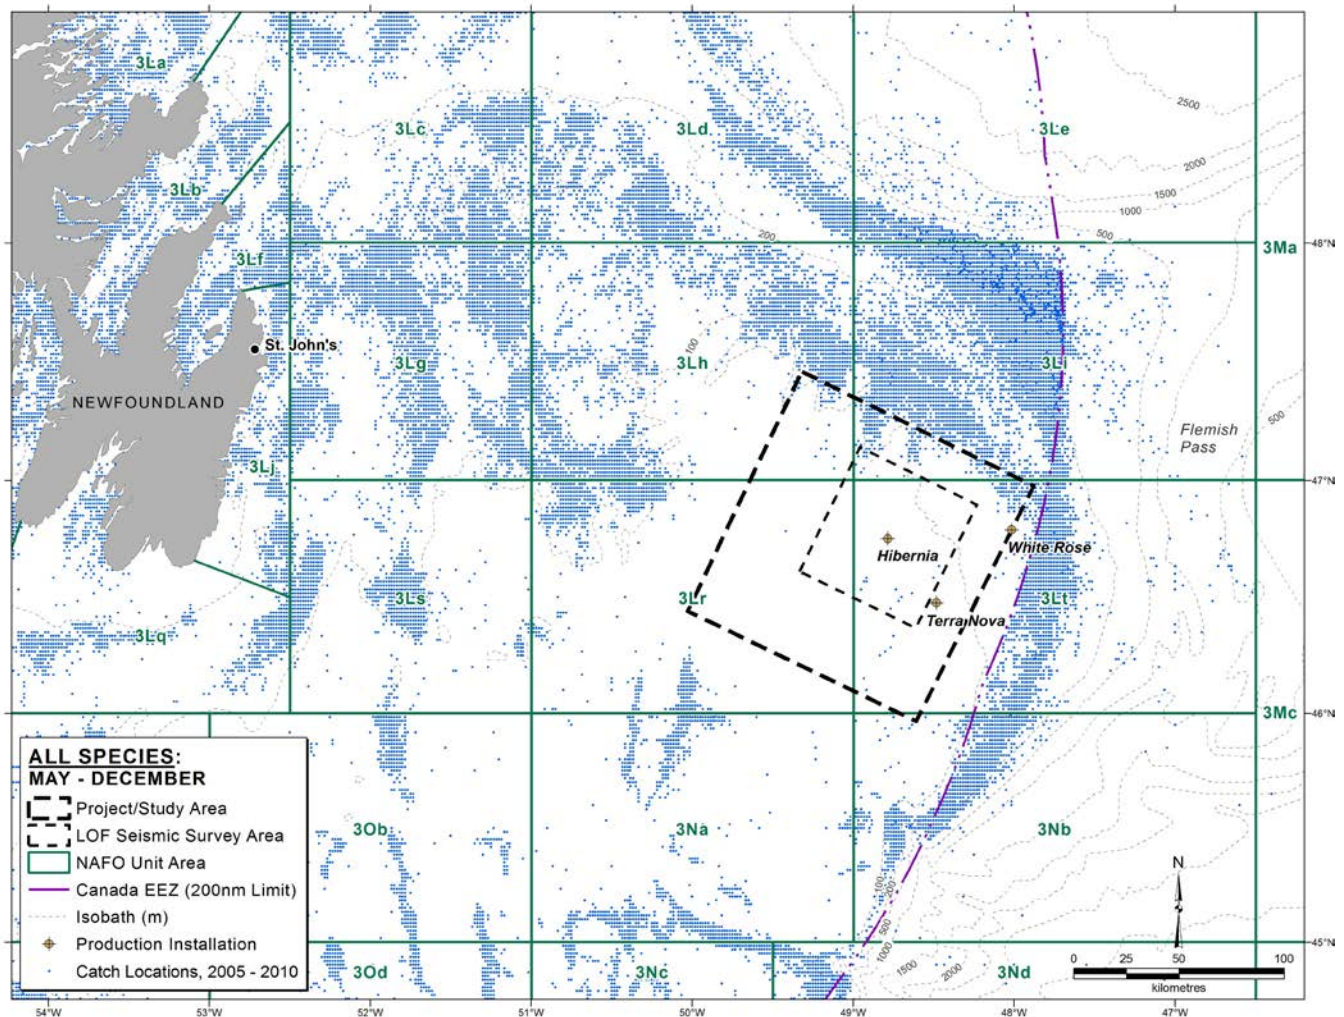 3La
3Lc
3Ld
3Le
2500
2000
1500
1000
500
3Lb
200
48°N
3Ma
3Lf
St. John's
100
3Lg
3Lh
3Li
NEWFOUNDLAND
500
Flemish
Pass
3Lj
47°N
White Rose
Hibernia
3Ls
3Lr
3Lt
Terra Nova
3Lq
46°N
3Mc
ALL SPECIES:
MAY - DECEMBER
Project/Study Area
LOF Seismic Survey Area
NAFO Unit Area
Canada EEZ (200nm Limit)
Isobath (m)
Production Installation
Catch Locations, 2005 - 2010
3Ob
3Na
3Nb
N
100
200
500
1000
1500
2000
45°N
3Od
3Nc
3Nd
0 25 50 100
kilometres
54°W 53°W 52°W 51°W 50°W 49°W 48°W